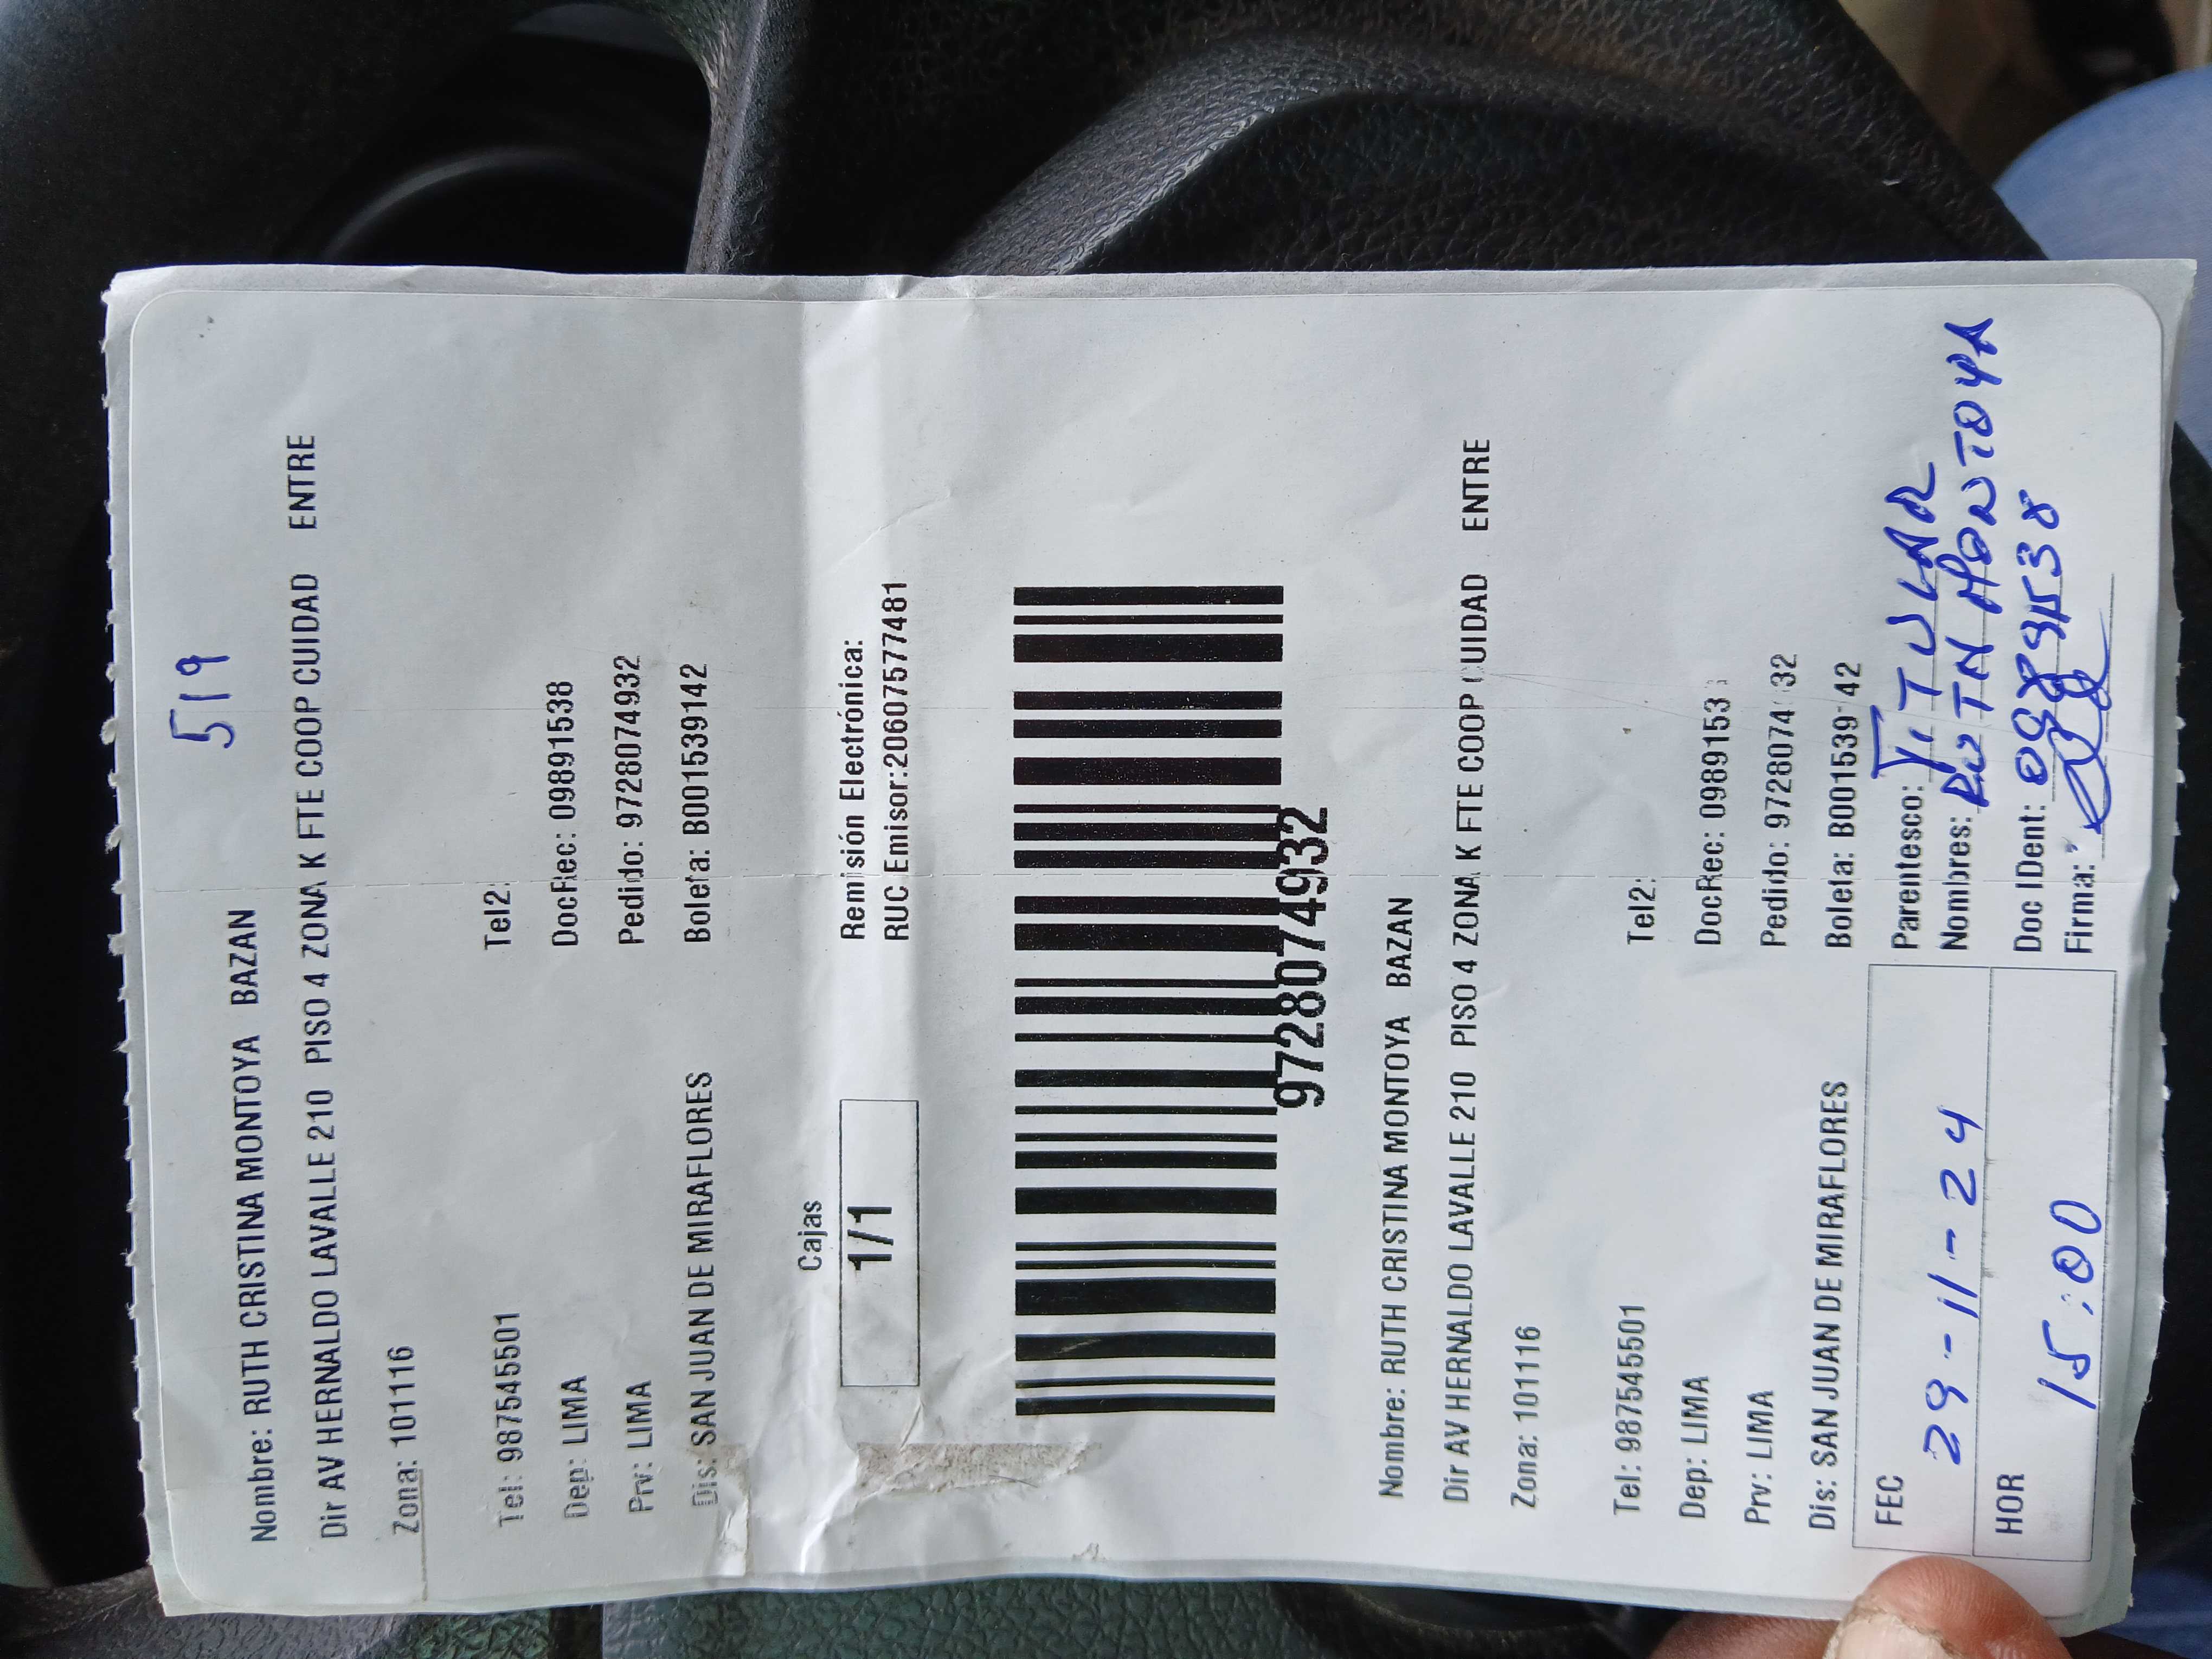 519
Nombre: RUTH CRISTINA MONTOYA BAZAN
Dir AV HERNALDO LAVALLE 210 PISO 4 ZONA K FTE COOP CUIDAD ENTRE
Zona: 101116
Tel: 987545501 Tel2:
Dep: LIMA DocRec: 09891538
Prv: LIMA Pedido: 9728074932
Dis: SAN JUAN DE MIRAFLORES Boleta: B001539142
Cajas
1/1
Remisión Electrónica:
RUC Emisor:20607577481
9728074932
Nombre: RUTH CRISTINA MONTOYA BAZAN
Dir AV HERNALDO LAVALLE 210 PISO 4 ZONA K FTE COOP CUIDAD ENTRE
Zona: 101116
Tel: 987545501 Tel2:
Dep: LIMA DocRec: 0989153
Prv: LIMA Pedido: 9728074 32
Dis: SAN JUAN DE MIRAFLORES Boleta: B001539 42
FEC 29-11-24
HOR 15:00
Parentesco: TITULAR
Nombres: RUTH MONTOYA
Doc IDent:
Firma: